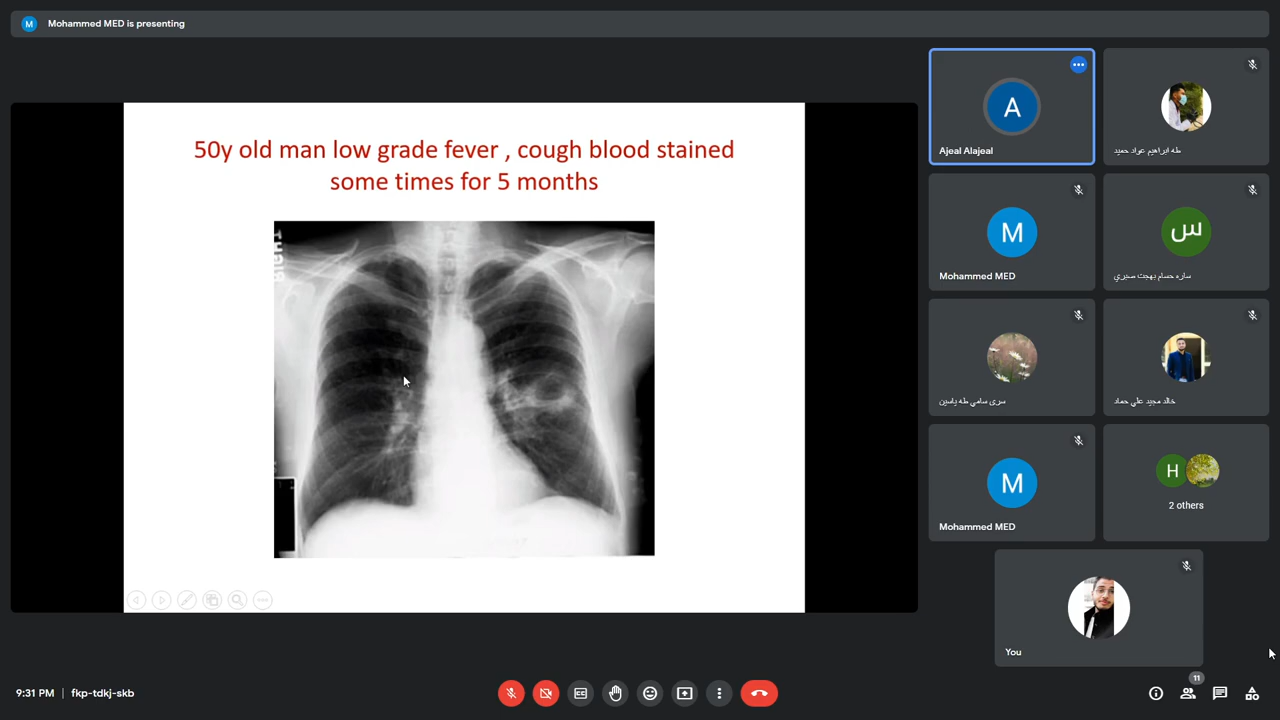 M
Mohammed MED is presenting
50y old man low grade fever , cough blood stained
some times for 5 months
A
Ajeal Alajeal
طه ابراهيم عواد حميد
M
Mohammed MED
س
ساره حسام بهجت صبري
سرى سامي طه ياسين
خالد مجيد علي حماد
M
Mohammed MED
H
2 others
You
9:31 PM | fkp-tdkj-skb
11